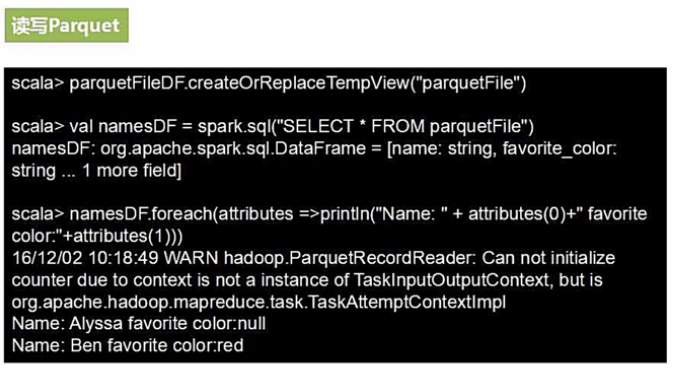 读写Parquet
scala> parquetFileDF.createOrReplaceTempView("parquetFile")
scala> val namesDF = spark.sql("SELECT * FROM parquetFile")
namesDF: org.apache.spark.sql.DataFrame = [name: string, favorite_color:
string ... 1 more field]
scala> namesDF.foreach(attributes =>println("Name: " + attributes(0)+" favorite
color:"+attributes(1)))
16/12/02 10:18:49 WARN hadoop.ParquetRecordReader: Can not initialize
counter due to context is not a instance of TaskInputOutputContext, but is
org.apache.hadoop.mapreduce.task.TaskAttemptContextImpl
Name: Alyssa favorite color:null
Name: Ben favorite color:red